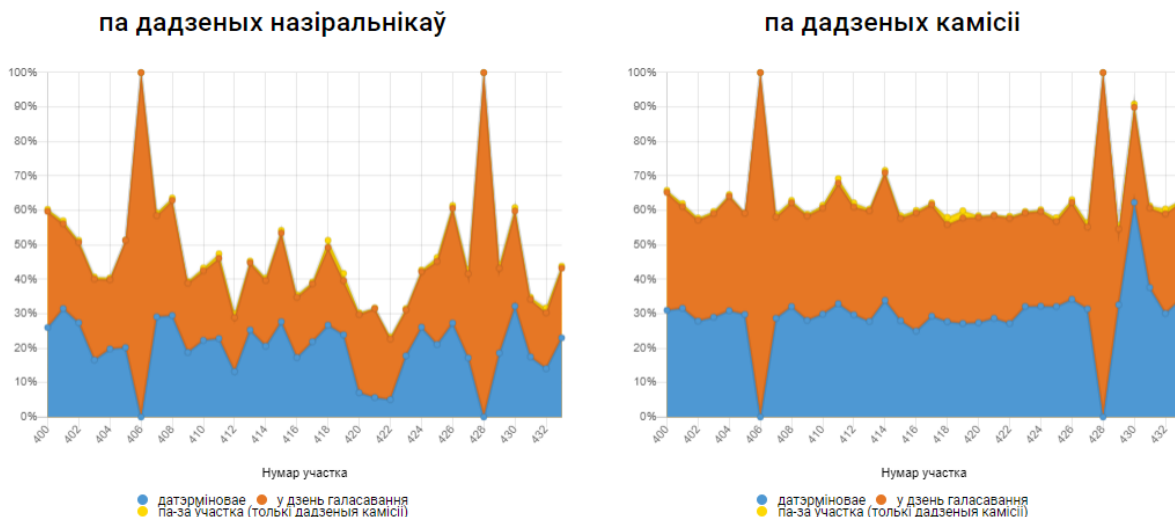 па дадзеных назіральнікаў
100%
90%
80%
70%
60%
50%
40%
30%
20%
10%
0%
400 402 404 406 408 410 412 414 416 418 420 422 424 426 428 430 432
Нумар участка
датэрміновае у дзень галасавання
па-за ўчастка (толькі дадзеныя камісіі)
па дадзеных камісіі
100%
90%
80%
70%
60%
50%
40%
30%
20%
10%
0%
400 402 404 406 408 410 412 414 416 418 420 422 424 426 428 430 432
Нумар участка
датэрміновае у дзень галасавання
па-за ўчастка (толькі дадзеныя камісіі)